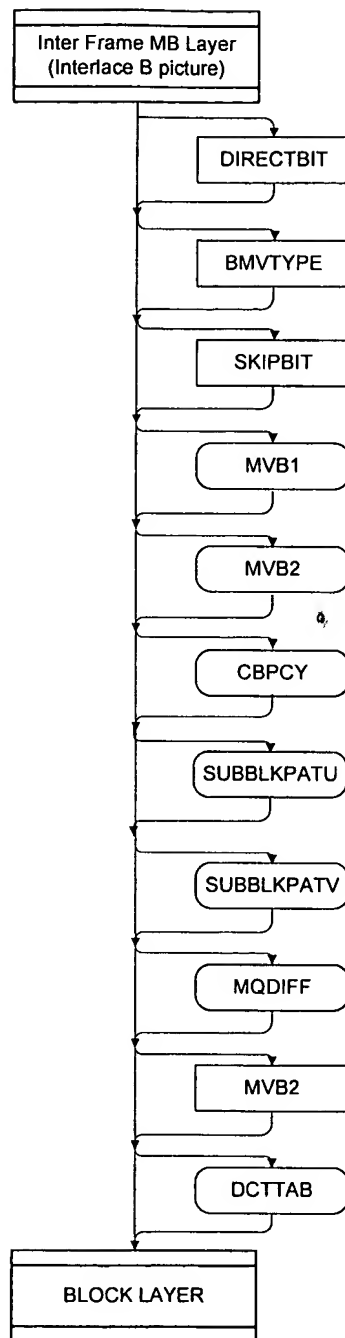 Inter Frame MB Layer
(Interlace B picture)
DIRECTBIT
BMVTYPE
SKIPBIT
MVB1
MVB2
CBPCY
SUBBLKPATU
SUBBLKPATV
MQDIFF
MVB2
DCTTAB
BLOCK LAYER